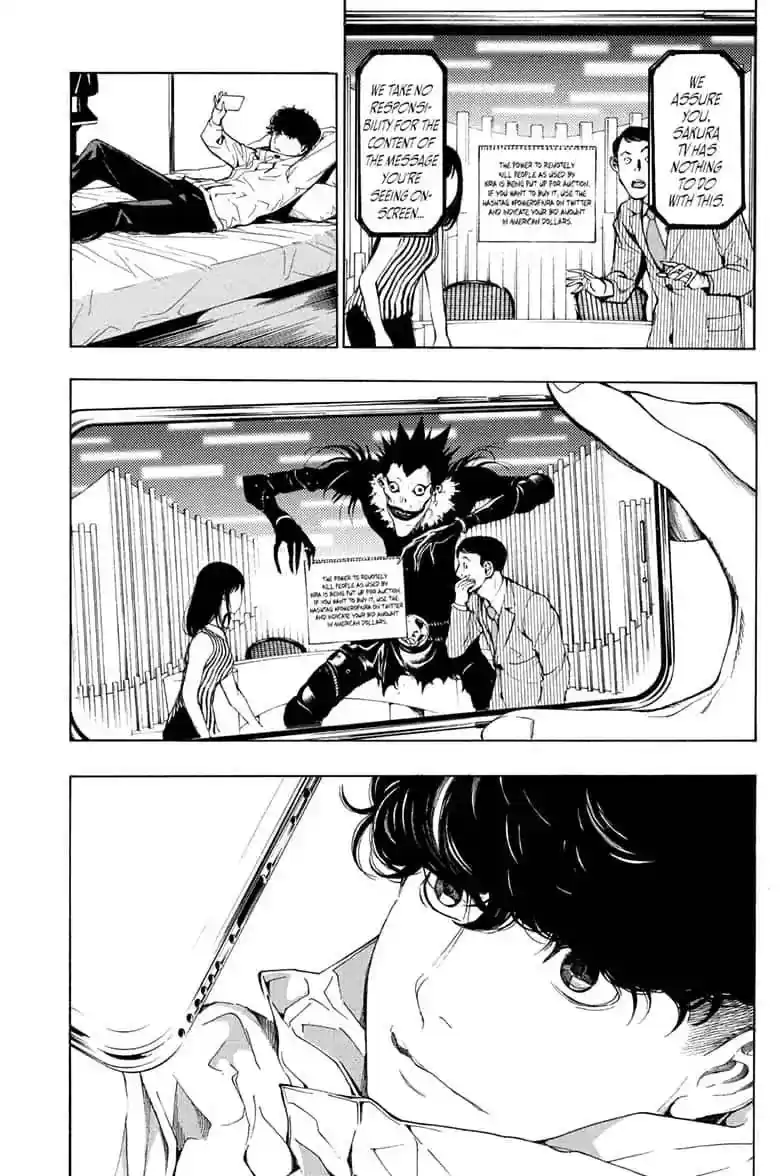 WE
ASSURE
YOU,
SAKURA
TV HAS
NOTHING
TO DO
WITH THIS.
WE TAKE NO
RESPONSI-
BILITY FOR THE
CONTENT OF
THE MESSAGE
YOU'RE
SEEING ON-
SCREEN...
THE POWER TO REMOTELY
KILL PEOPLE AS USED BY
KIRA IS BEING PUT UP FOR AUCTION.
IF YOU WANT TO BUY IT, USE THE
HASHTAG #POWEROFKIRA ON TWITTER
AND INDICATE YOUR BID AMOUNT
IN AMERICAN DOLLARS.
THE POWER TO REMOTELY
KILL PEOPLE AS USED BY
KIRA IS BEING PUT UP FOR AUCTION.
IF YOU WANT TO BUY IT, USE THE
HASHTAG #POWEROFKIRA ON TWITTER
AND INDICATE YOUR BID AMOUNT
IN AMERICAN DOLLARS.